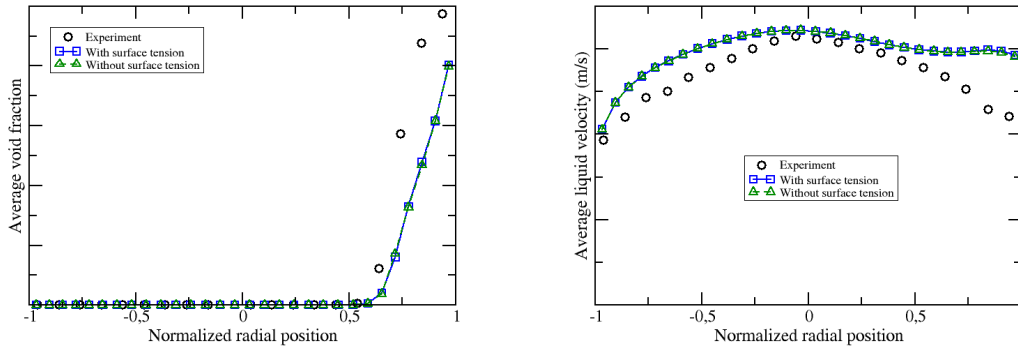 Average void fraction
Experiment
With surface tension
Without surface tension
-1
-0,5
0
0,5
1
Normalized radial position
Average liquid velocity (m/s)
Experiment
With surface tension
Without surface tension
-1
-0,5
0
0,5
Normalized radial position